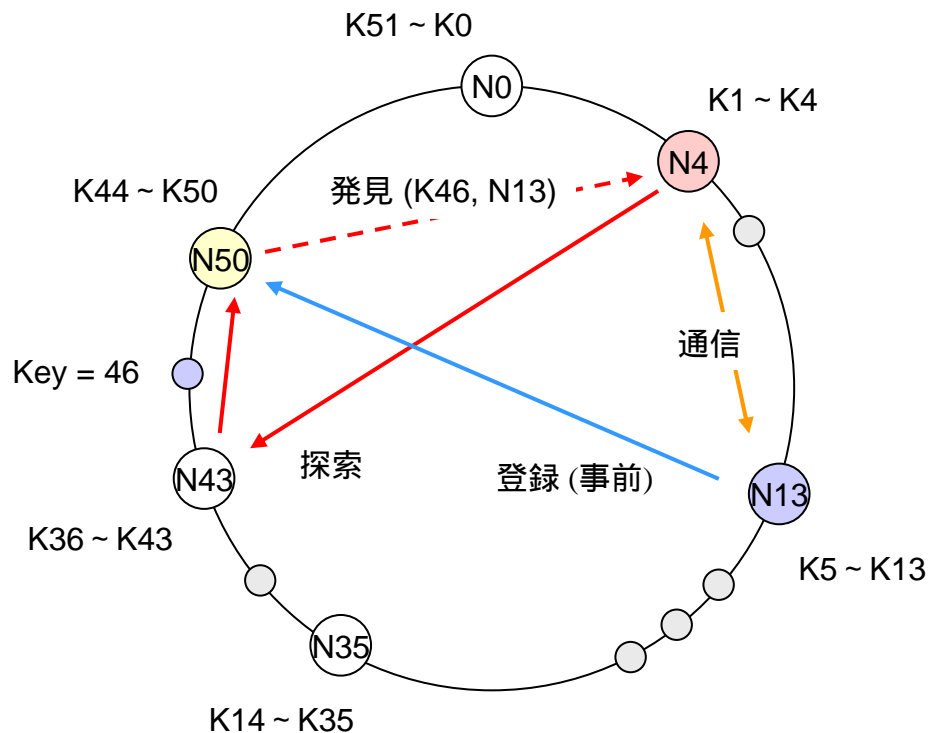 K51 ~ K0
N0
K1 ~ K4
N4
K44 ~ K50
発見 (K46, N13)
N50
通信
Key = 46
探索
登録 (事前)
N43
N13
K36 ~ K43
K5 ~ K13
N35
K14 ~ K35